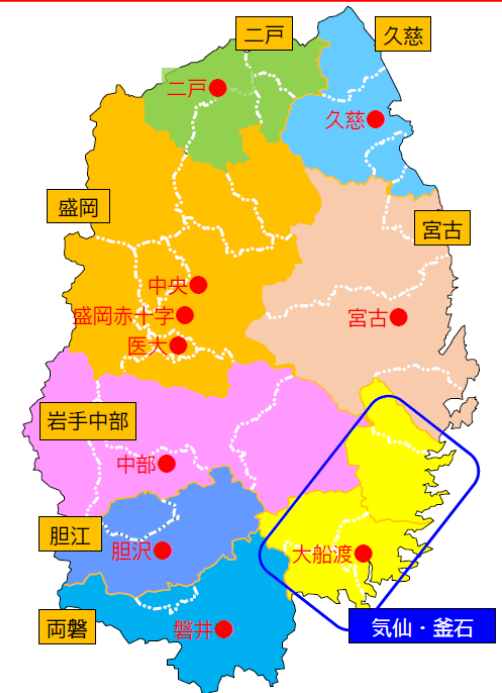 二戸
久慈
二戸
久慈
盛岡
宮古
中央
盛岡赤十字
宮古
医大
岩手中部
中部
胆江
胆沢
大船渡
両磐
磐井
気仙・釜石